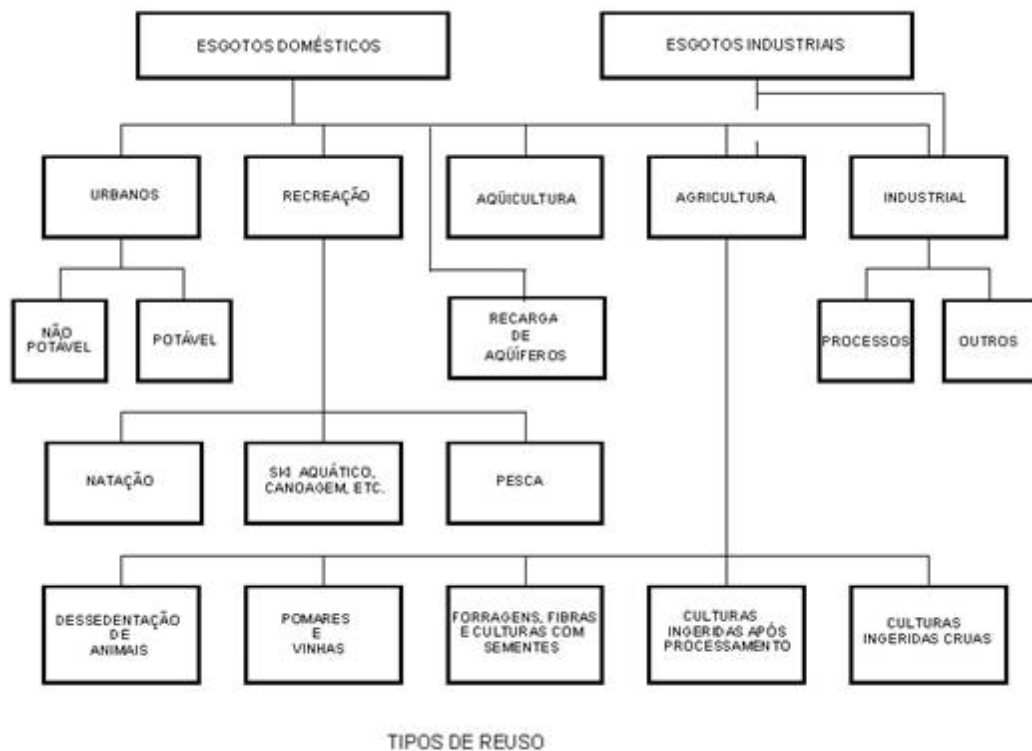 ESGOTOS DOMÉSTICOS
ESGOTOS INDUSTRIAIS
URBANOS
RECREAÇÃO
AQÜICULTURA
AGRICULTURA
INDUSTRIAL
NÃO
POTÁVEL
POTÁVEL
RECARGA
DE
AQÜÍFEROS
PROCESSOS
OUTROS
NATAÇÃO
SKI AQUÁTICO,
CANOAGEM, ETC.
PESCA
DESSEDENTAÇÃO
DE
ANIMAIS
POMARES
E
VINHAS
FORRAGENS, FIBRAS
E CULTURAS COM
SEMENTES
CULTURAS
INGERIDAS APÓS
PROCESSAMENTO
CULTURAS
INGERIDAS CRUAS
TIPOS DE REUSO